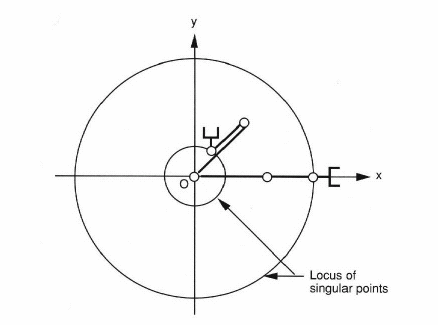 y
x
O
Locus of
singular points